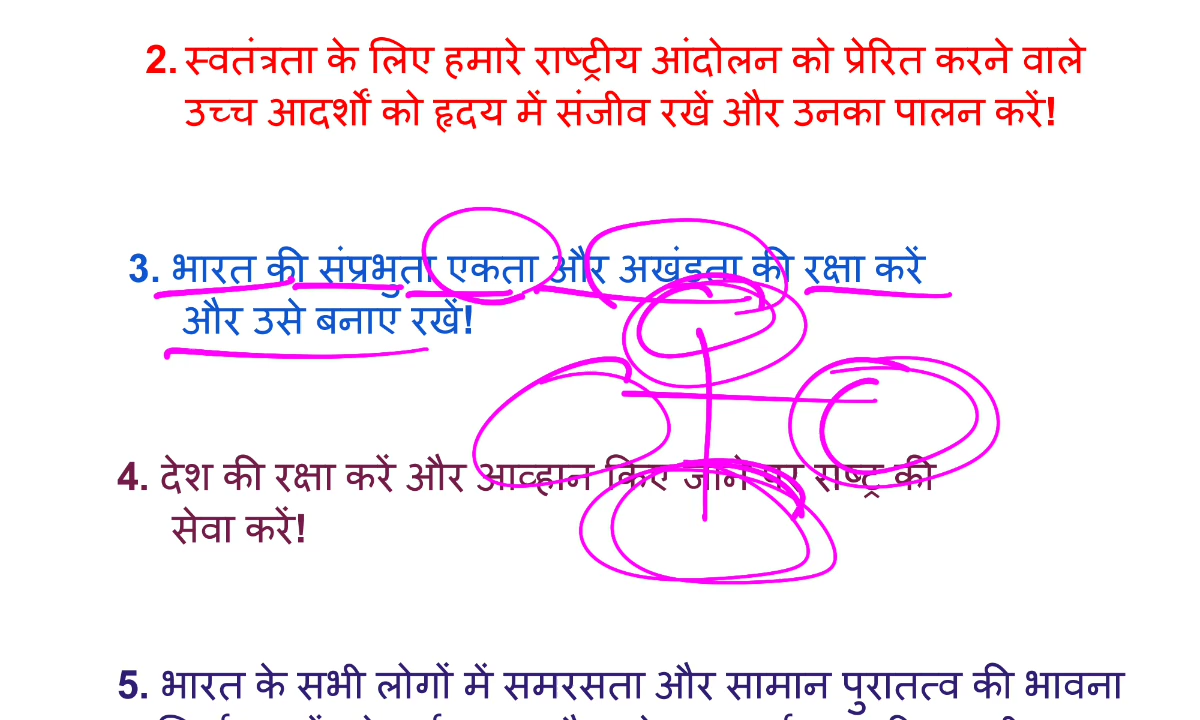 2. स्वतंत्रता के लिए हमारे राष्ट्रीय आंदोलन को प्रेरित करने वाले
उच्च आदर्शों को हृदय में संजीव रखें और उनका पालन करें!
3. भारत की संप्रभुता एकता और अखंडता की रक्षा करें
और उसे बनाए रखें!
4. देश की रक्षा करें और आव्हान किए जाने पर राष्ट्र की
सेवा करें!
5. भारत के सभी लोगों में समरसता और सामान पुरातत्व की भावना